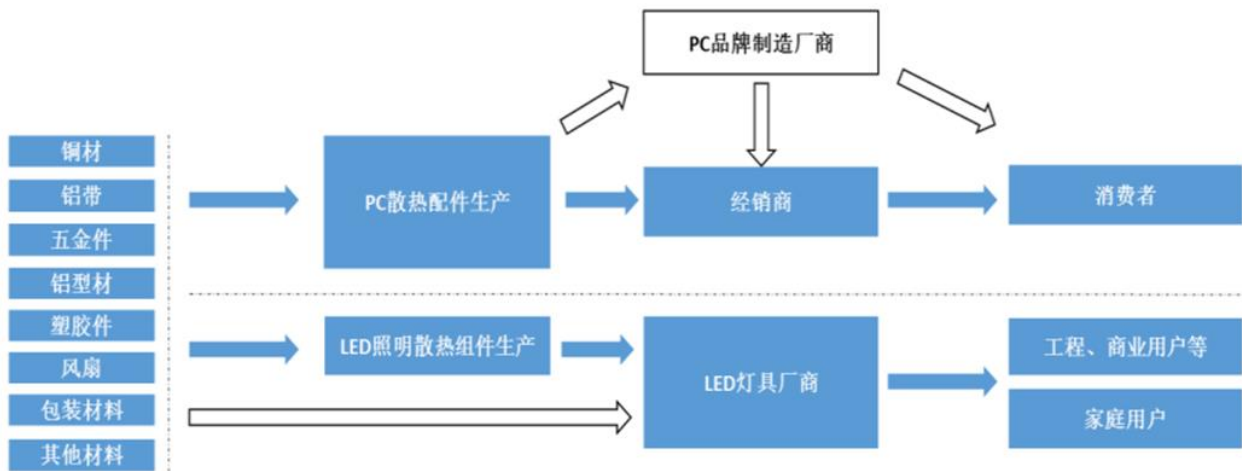 PC品牌制造厂商
铜材
铝带
五金件
铝型材
塑胶件
风扇
包装材料
其他材料
PC散热配件生产
经销商
消费者
LED照明散热组件生产
LED灯具厂商
工程、商业用户等
家庭用户